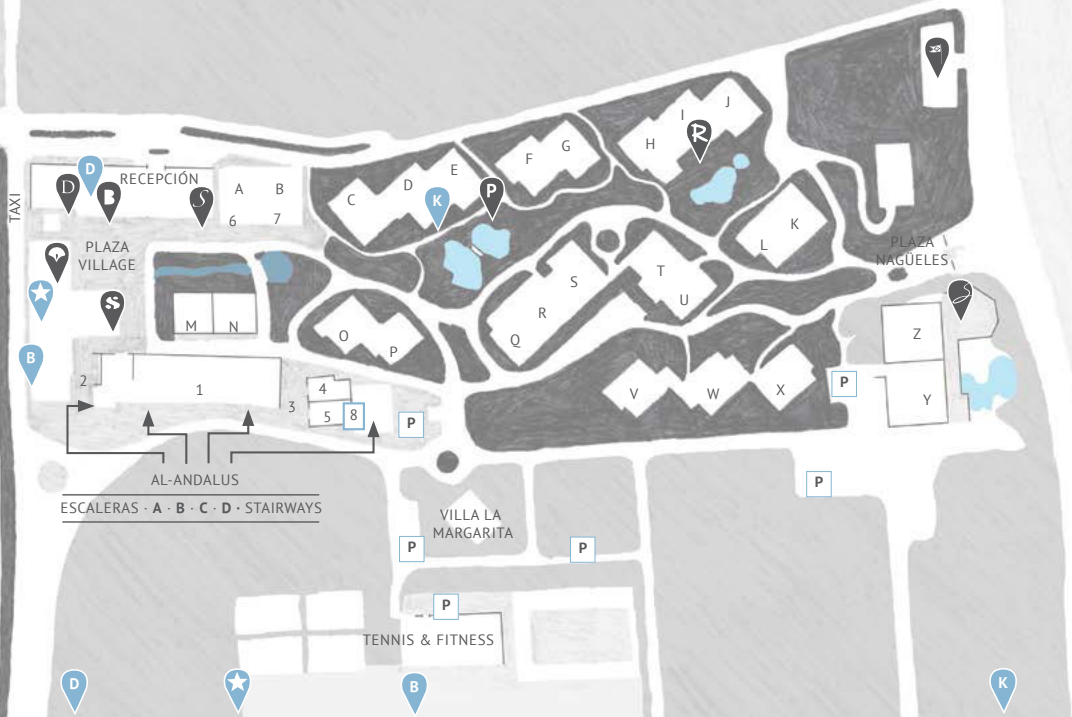 J
I
H
R
G
F
E
D
C
K
P
D
D
B
RECEPCIÓN
S
A
B
6
7
TAXI
PLAZA
VILLAGE
K
L
PLAZA
NAGÜELES
T
U
S
R
Q
M
N
O
P
$
B
Z
Y
V
W
X
P
2
1
3
4
5
8
P
AL-ANDALUS
ESCALERAS · A · B · C · D · STAIRWAYS
P
VILLA LA
MARGARITA
P
P
P
TENNIS & FITNESS
D
B
K